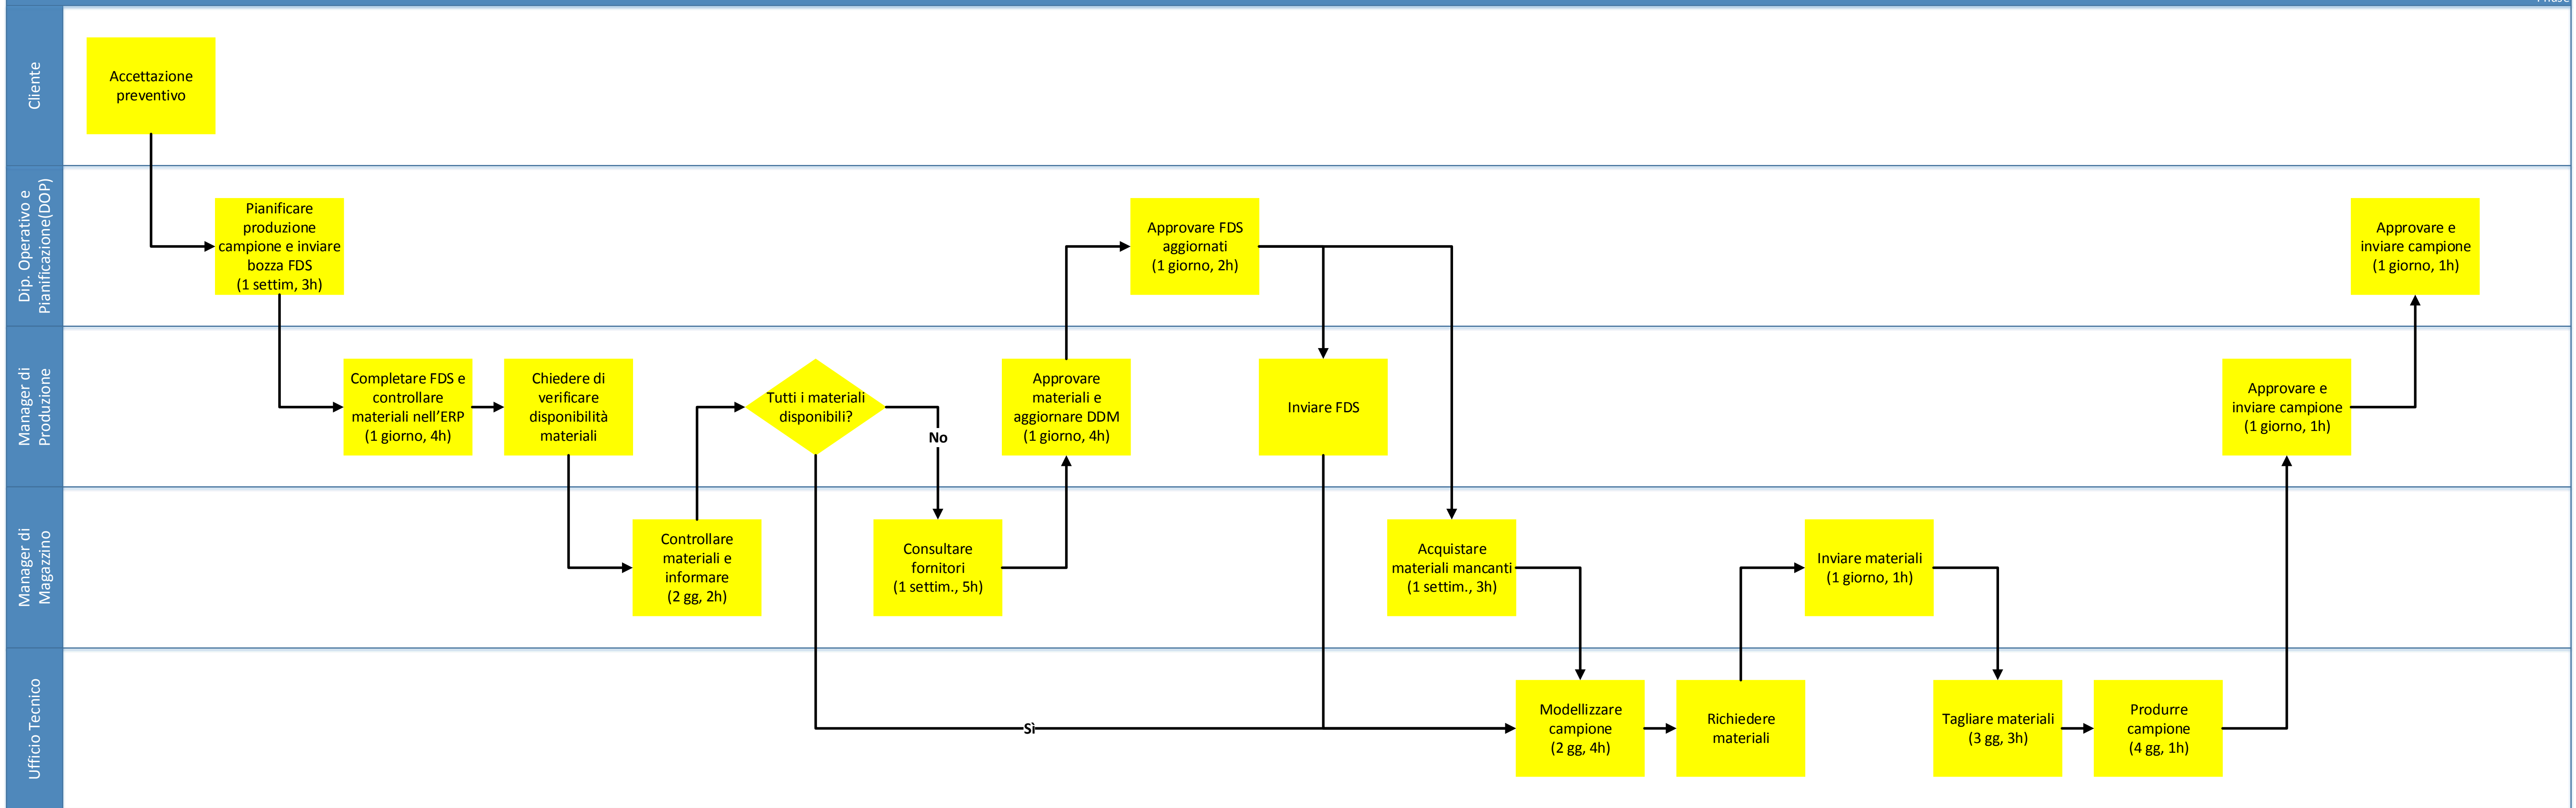 Phase
Cliente
Accettazione
preventivo
Dip. Operativo e
Pianificazione(DOP)
Pianificare
produzione
campione e inviare
bozza FDS
(1 settim, 3h)
Approvare FDS
aggiornati
(1 giorno, 2h)
Approvare e
inviare campione
(1 giorno, 1h)
Manager di
Produzione
Completare FDS e
controllare
materiali nell'ERP
(1 giorno, 4h)
Chiedere di
verificare
disponibilità
materiali
Tutti i materiali
disponibili?
No
Approvare
materiali e
aggiornare DDM
(1 giorno, 4h)
Inviare FDS
Approvare e
inviare campione
(1 giorno, 1h)
Manager di
Magazzino
Controllare
materiali e
informare
(2 gg, 2h)
Consultare
fornitori
(1 settim., 5h)
Acquistare
materiali mancanti
(1 settim., 3h)
Inviare materiali
(1 giorno, 1h)
Ufficio Tecnico
Sì
Modellizzare
campione
(2 gg, 4h)
Richiedere
materiali
Tagliare materiali
(3 gg, 3h)
Produrre
campione
(4 gg, 1h)